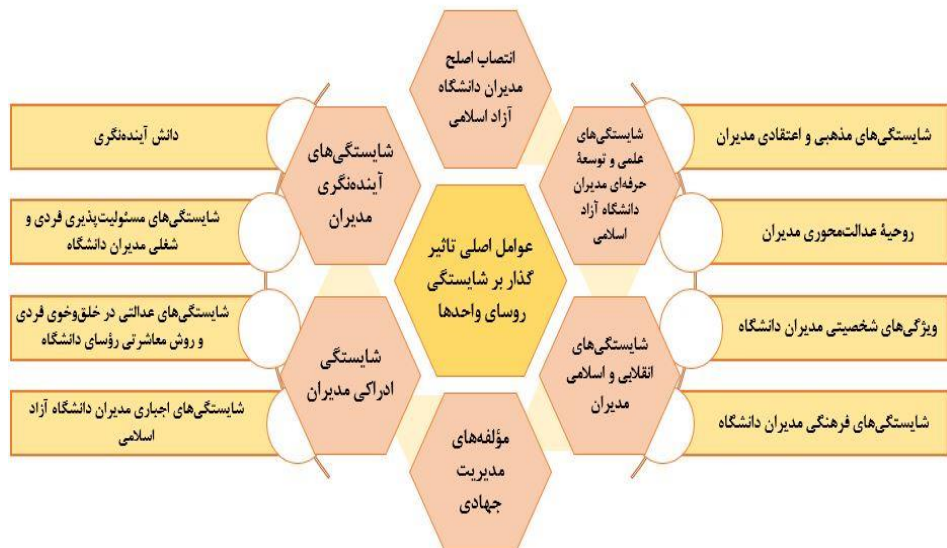 انتصاب اصلح
مدیران دانشگاه
آزاد اسلامی
شایستگی‌های
علمی و توسعۀ
حرفه‌ای مدیران
دانشگاه آزاد
اسلامی
شایستگی‌های
انقلابی و اسلامی
مدیران
مؤلفه‌های
مدیریت
جهادی
شایستگی
ادراکی مدیران
شایستگی‌های
آینده‌نگری
مدیران
عوامل اصلی تاثیر
گذار بر شایستگی
روسای واحدها
شایستگی‌های مذهبی و اعتقادی مدیران
روحیۀ عدالت‌محوری مدیران
ویژگی‌های شخصیتی مدیران دانشگاه
شایستگی‌های فرهنگی مدیران دانشگاه
دانش آینده‌نگری
شایستگی‌های مسئولیت‌پذیری فردی و
شغلی مدیران دانشگاه
شایستگی‌های عدالتی در خلق‌وخوی فردی
و روش معاشرتی رؤسای دانشگاه
شایستگی‌های اجباری مدیران دانشگاه آزاد
اسلامی